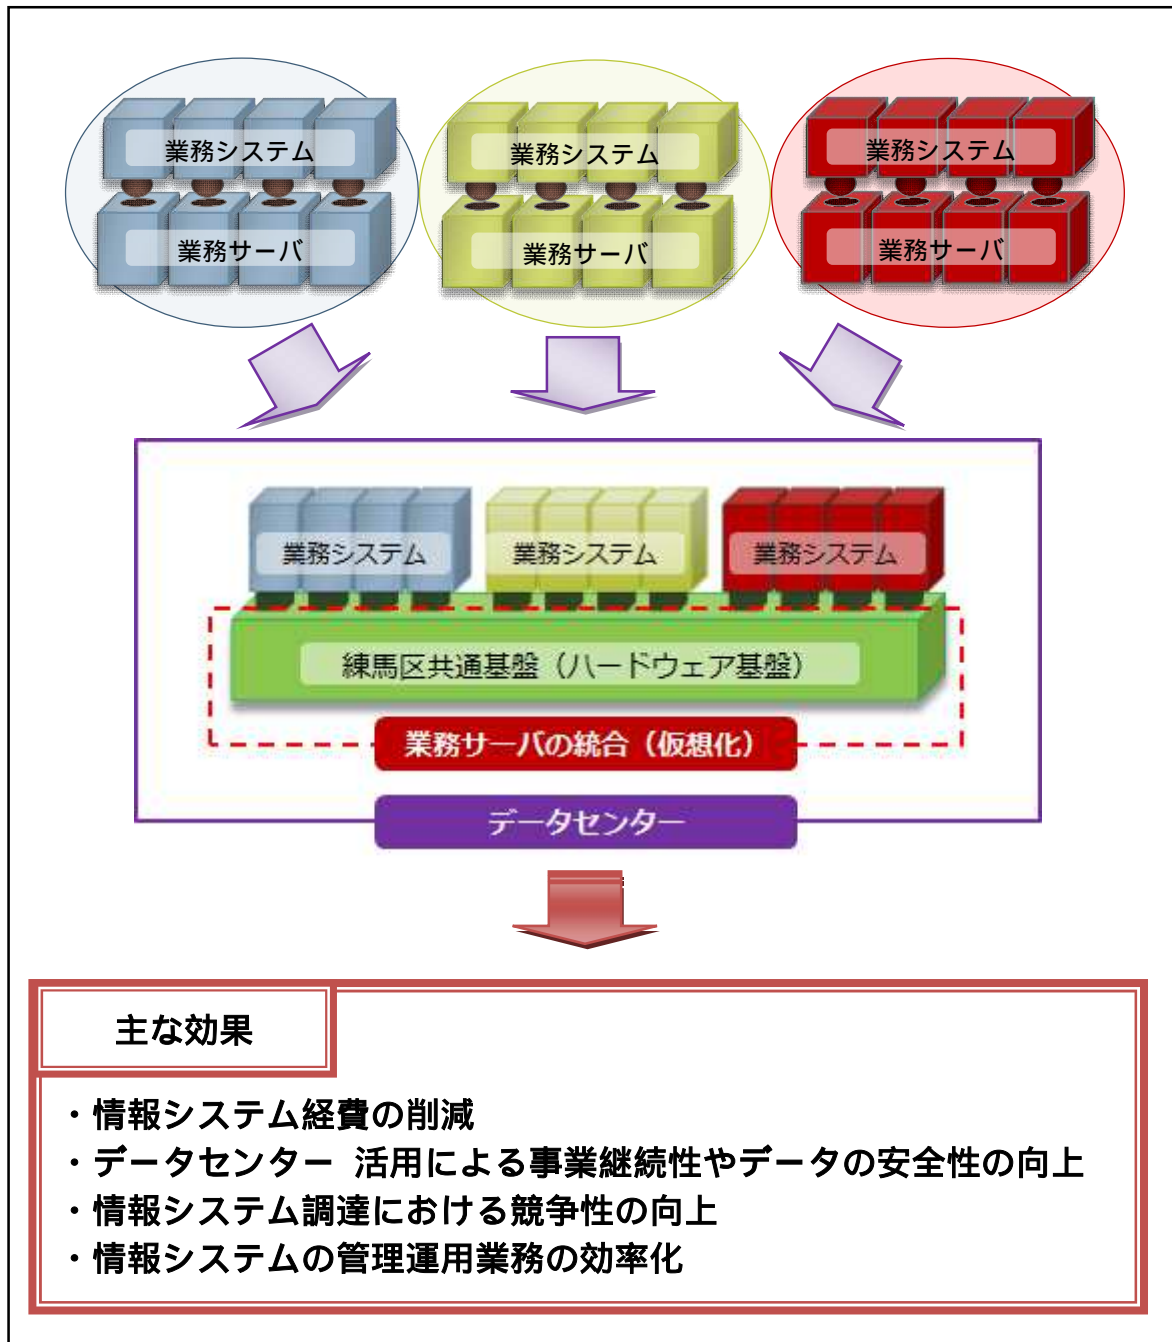 業務システム
業務システム
業務システム
業務サーバ
業務サーバ
業務サーバ
業務システム
業務システム
業務システム
練馬区共通基盤（ハードウェア基盤）
業務サーバの統合（仮想化）
データセンター
主な効果
・情報システム経費の削減
・データセンター 活用による事業継続性やデータの安全性の向上
・情報システム調達における競争性の向上
・情報システムの管理運用業務の効率化